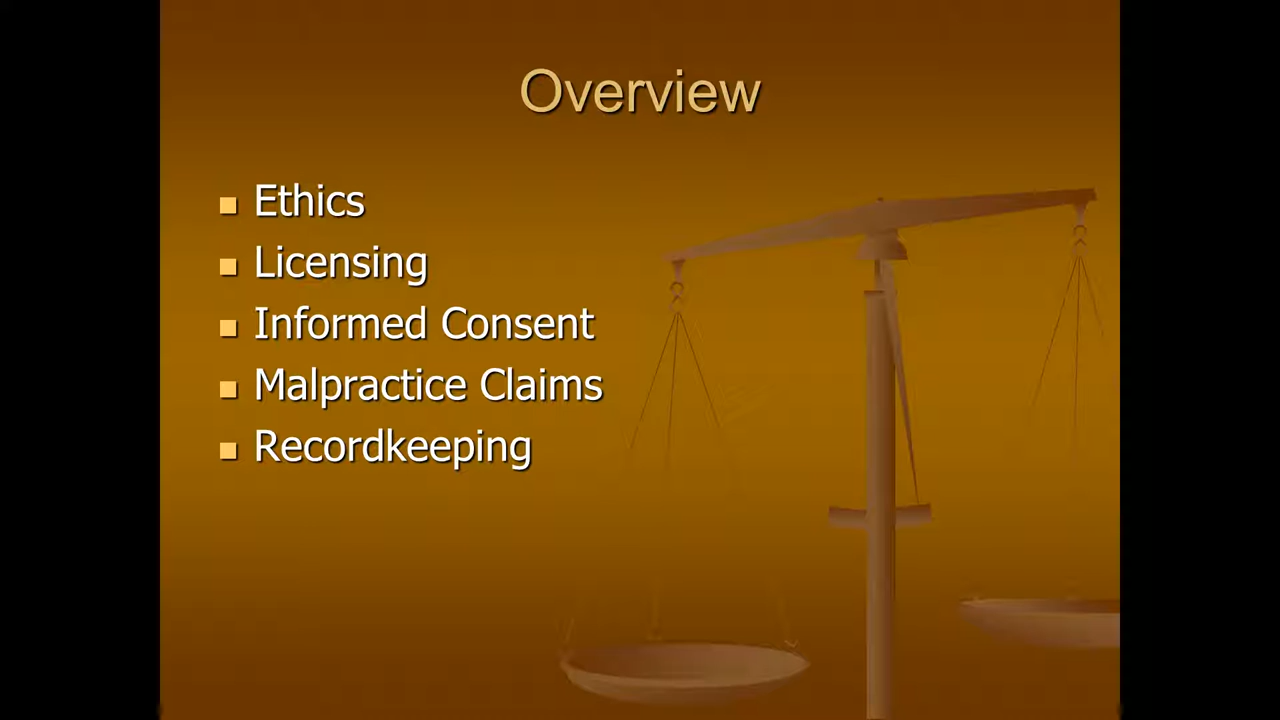 Overview
Ethics
Licensing
Informed Consent
Malpractice Claims
Recordkeeping